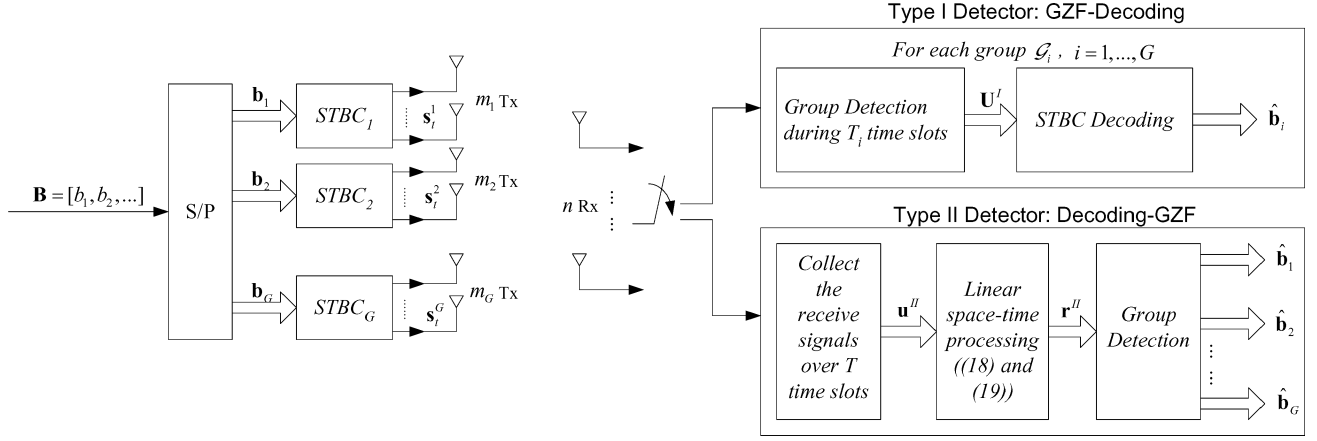 B = [b₁, b₂, ...]
S/P
b₁
STBC₁
s¹ₜ
m₁ Tx
b₂
STBC₂
s²ₜ
m₂ Tx
b_G
STBC_G
s^G_t
m_G Tx
n Rx
Type I Detector: GZF-Decoding
For each group 𝒢ᵢ, i = 1,...,G
Group Detection
during Tᵢ time slots
U^I
STBC Decoding
b̂ᵢ
Type II Detector: Decoding-GZF
Collect
the
receive
signals
over T
time slots
u^II
Linear
space-time
processing
((18) and
(19))
r^II
Group
Detection
b̂₁
b̂₂
b̂_G